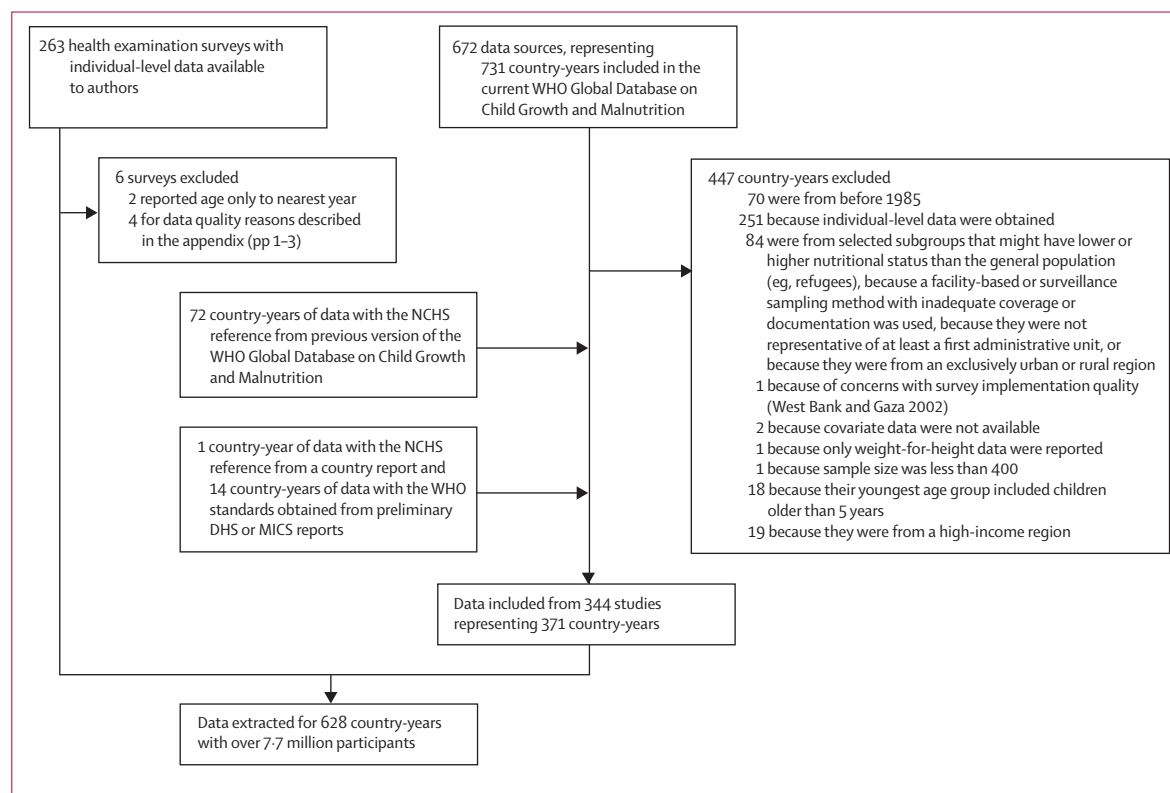 263 health examination surveys with
individual-level data available
to authors
672 data sources, representing
731 country-years included in the
current WHO Global Database on
Child Growth and Malnutrition
6 surveys excluded
2 reported age only to nearest year
4 for data quality reasons described
in the appendix (pp 1–3)
447 country-years excluded
70 were from before 1985
251 because individual-level data were obtained
84 were from selected subgroups that might have lower or
higher nutritional status than the general population
(eg, refugees), because a facility-based or surveillance
sampling method with inadequate coverage or
documentation was used, because they were not
representative of at least a first administrative unit, or
because they were from an exclusively urban or rural region
1 because of concerns with survey implementation quality
(West Bank and Gaza 2002)
2 because covariate data were not available
1 because only weight-for-height data were reported
1 because sample size was less than 400
18 because their youngest age group included children
older than 5 years
19 because they were from a high-income region
72 country-years of data with the NCHS
reference from previous version of the
WHO Global Database on Child Growth
and Malnutrition
1 country-year of data with the NCHS
reference from a country report and
14 country-years of data with the WHO
standards obtained from preliminary
DHS or MICS reports
Data included from 344 studies
representing 371 country-years
Data extracted for 628 country-years
with over 7·7 million participants